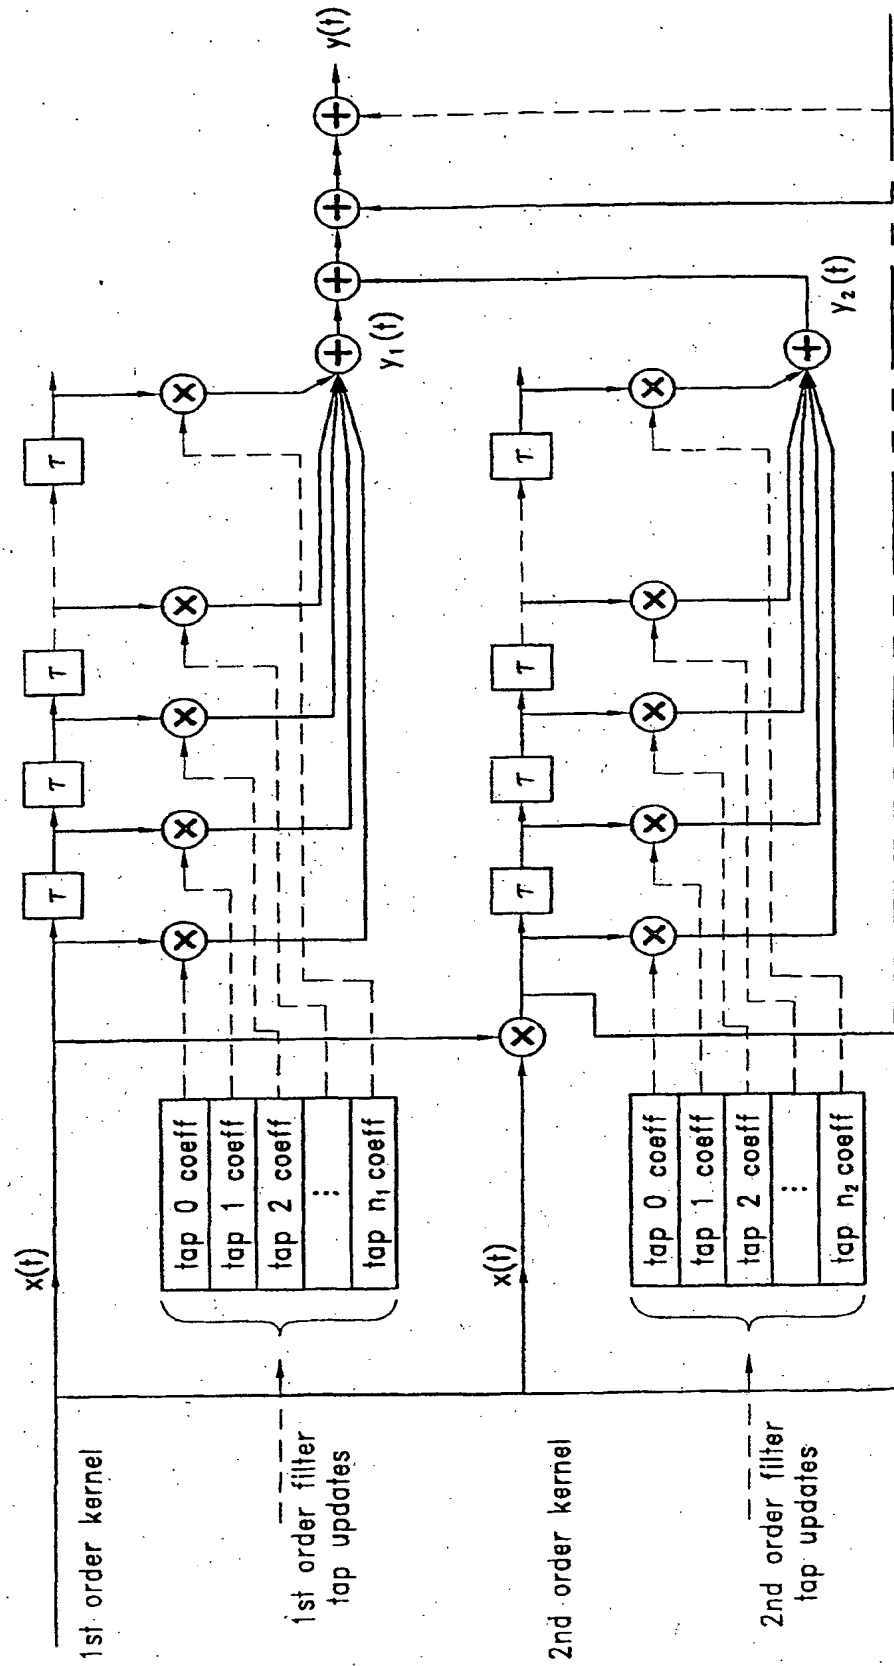 1st order kernel
x(t)
τ
τ
τ
τ
tap 0 coeff
tap 1 coeff
tap 2 coeff
...
tap n₁ coeff
1st order filter
tap updates
×
×
×
×
×
+
+
+
+
y₁(t)
y(t)
2nd order kernel
x(t)
×
τ
τ
τ
τ
tap 0 coeff
tap 1 coeff
tap 2 coeff
...
tap n₂ coeff
2nd order filter
tap updates
×
×
×
×
×
+
y₂(t)